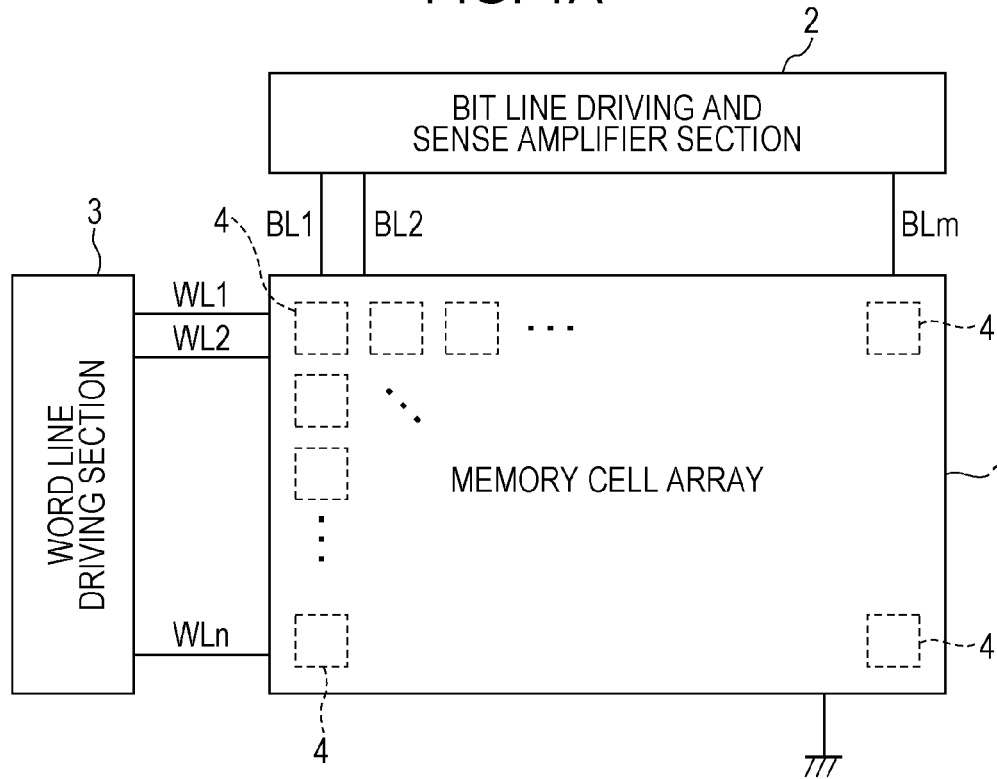 2
BIT LINE DRIVING AND
SENSE AMPLIFIER SECTION
3
4
BL1
BL2
BLm
WL1
WL2
4
WORD LINE
DRIVING SECTION
MEMORY CELL ARRAY
WLn
4
4